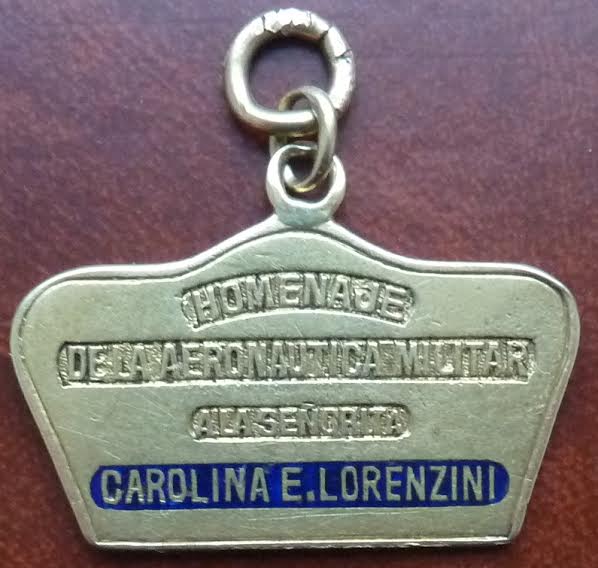 HOMENAJE
DE LA AERONAUTICA MILITAR
A LA SEÑORITA
CAROLINA E. LORENZINI